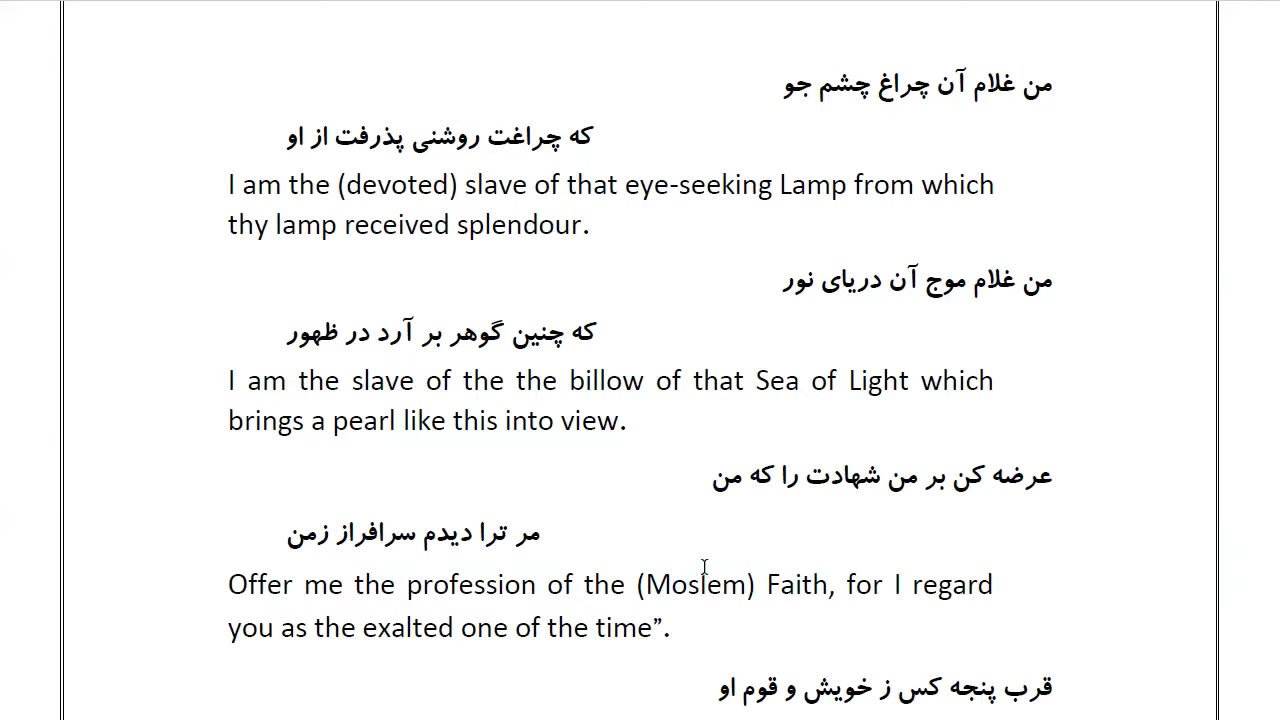 من غلام آن چراغ چشم جو
که چراغت روشنی پذرفت از او
I am the (devoted) slave of that eye-seeking Lamp from which
thy lamp received splendour.
من غلام موج آن دریای نور
که چنین گوهر بر آرد در ظهور
I am the slave of the the billow of that Sea of Light which
brings a pearl like this into view.
عرضه کن بر من شهادت را که من
مر ترا دیدم سرافراز زمن
Offer me the profession of the (Moslem) Faith, for I regard
you as the exalted one of the time”.
قرب پنجه کس ز خویش و قوم او